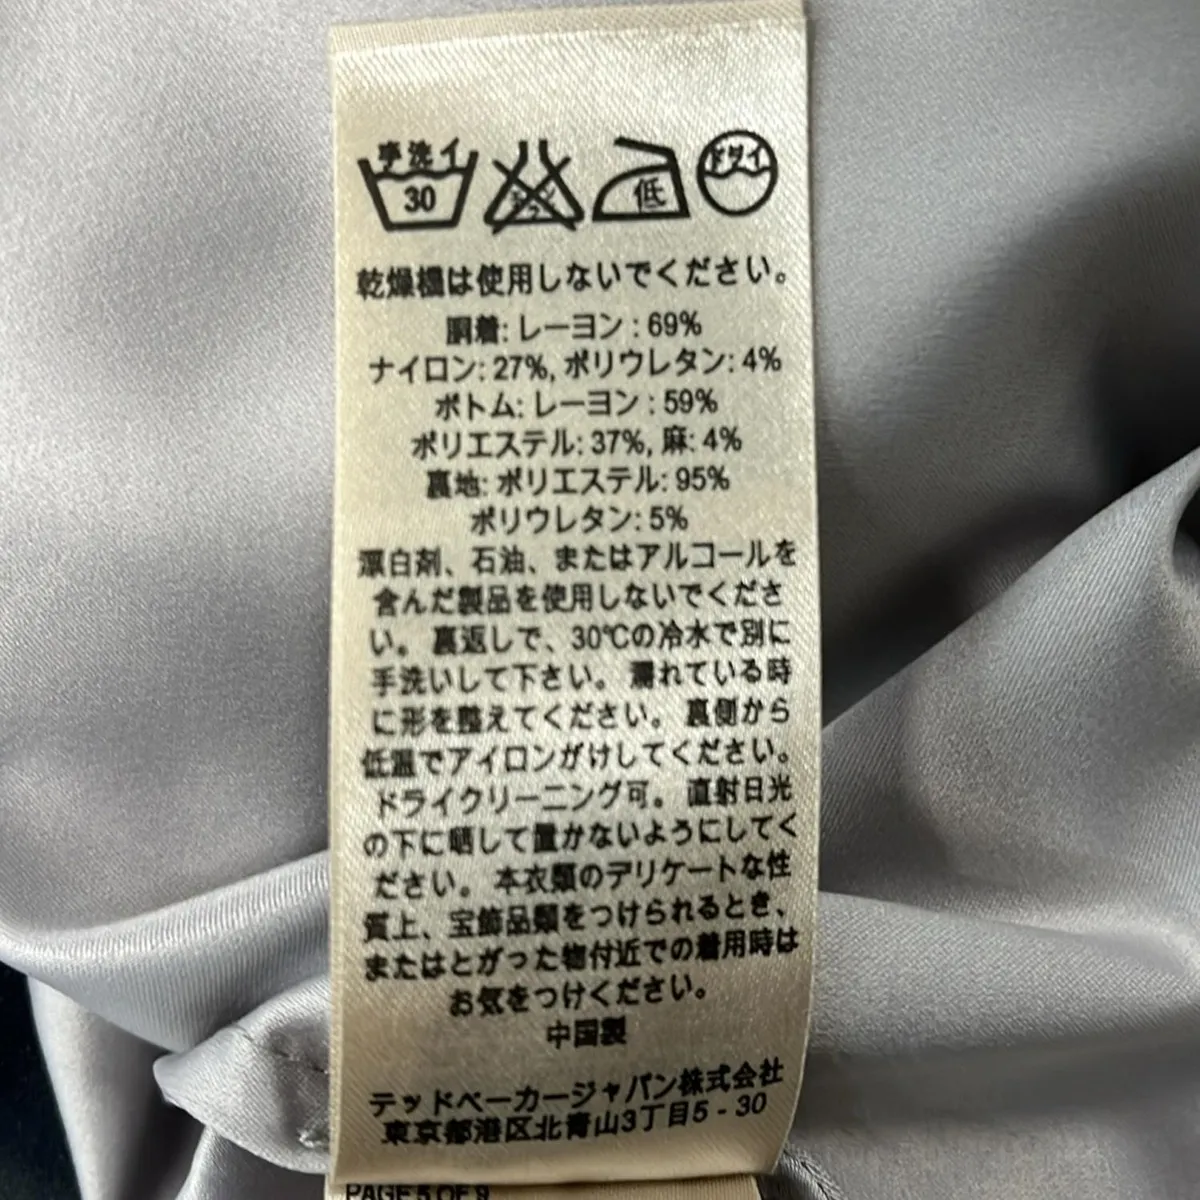 手洗イ 30 低 ドライ
乾燥機は使用しないでください。
胴着: レーヨン : 69%
ナイロン: 27%, ポリウレタン: 4%
ボトム: レーヨン : 59%
ポリエステル: 37%, 麻: 4%
裏地: ポリエステル: 95%
ポリウレタン: 5%
漂白剤、石油、またはアルコールを
含んだ製品を使用しないでくださ
い。 裏返しで、30℃の冷水で別に
手洗いして下さい。 濡れている時
に形を整えてください。 裏側から
低温でアイロンがけしてください。
ドライクリーニング可。 直射日光
の下に晒して置かないようにしてく
ださい。 本衣類のデリケートな性
質上、宝飾品類をつけられるとき、
またはとがった物付近での着用時は
お気をつけください。
中国製
テッドベーカージャパン株式会社
東京都港区北青山3丁目5 - 30
PAGE 5 OF 9